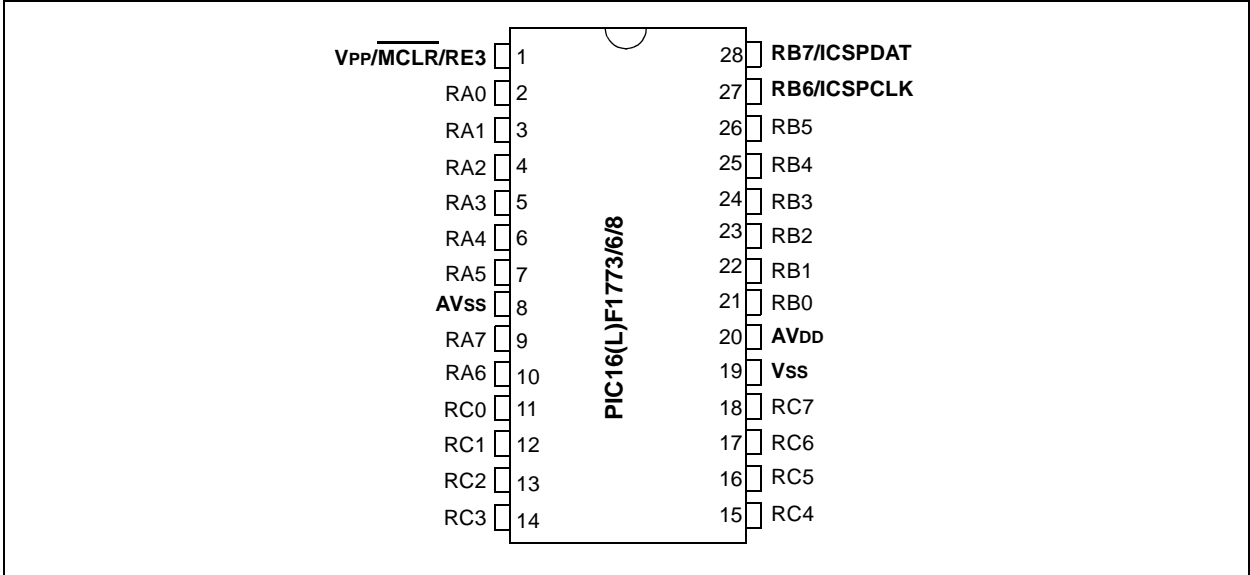 VPP/MCLR/RE3 1
RA0 2
RA1 3
RA2 4
RA3 5
RA4 6
RA5 7
AVSS 8
RA7 9
RA6 10
RC0 11
RC1 12
RC2 13
RC3 14
PIC16(L)F1773/6/8
28 RB7/ICSPDAT
27 RB6/ICSPCLK
26 RB5
25 RB4
24 RB3
23 RB2
22 RB1
21 RB0
20 AVDD
19 VSS
18 RC7
17 RC6
16 RC5
15 RC4